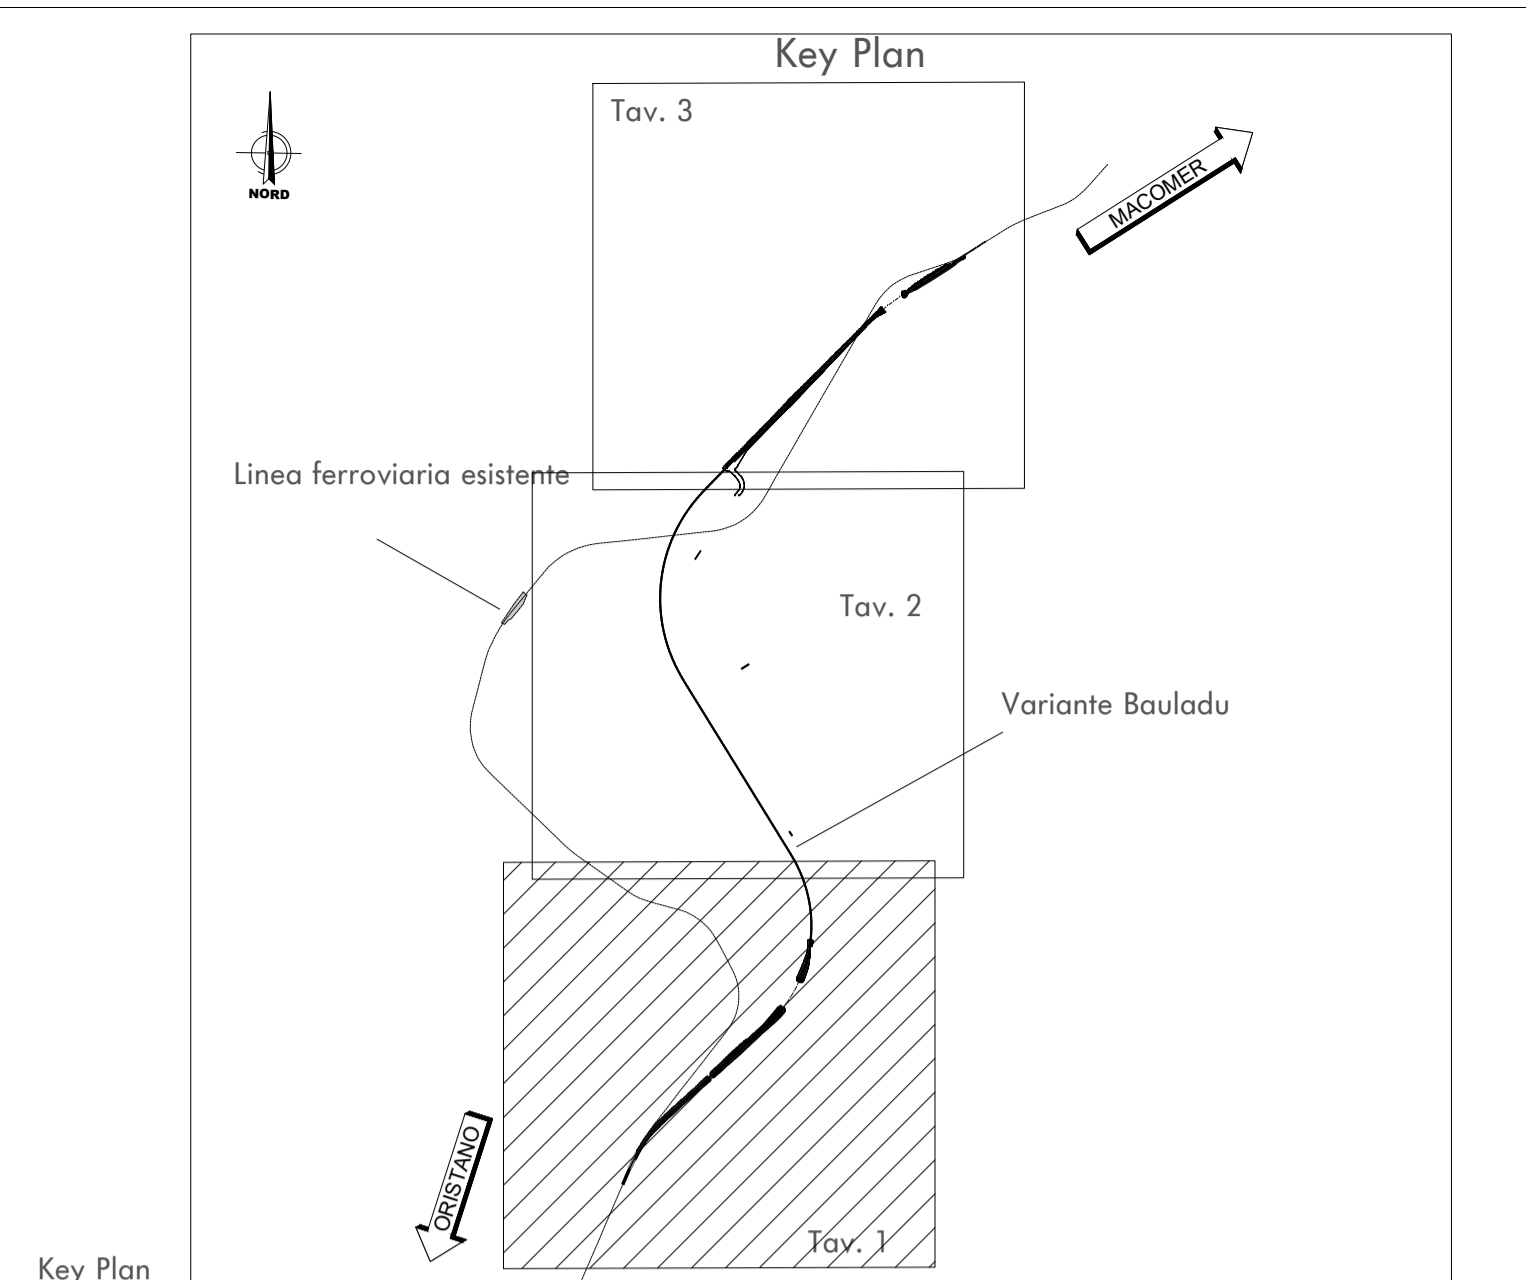 Key Plan
Tav. 3
MACOMER
NORD
Linea ferroviaria esistente
Tav. 2
Variante Bauladu
ORISTANO
Tav. 1
Key Plan